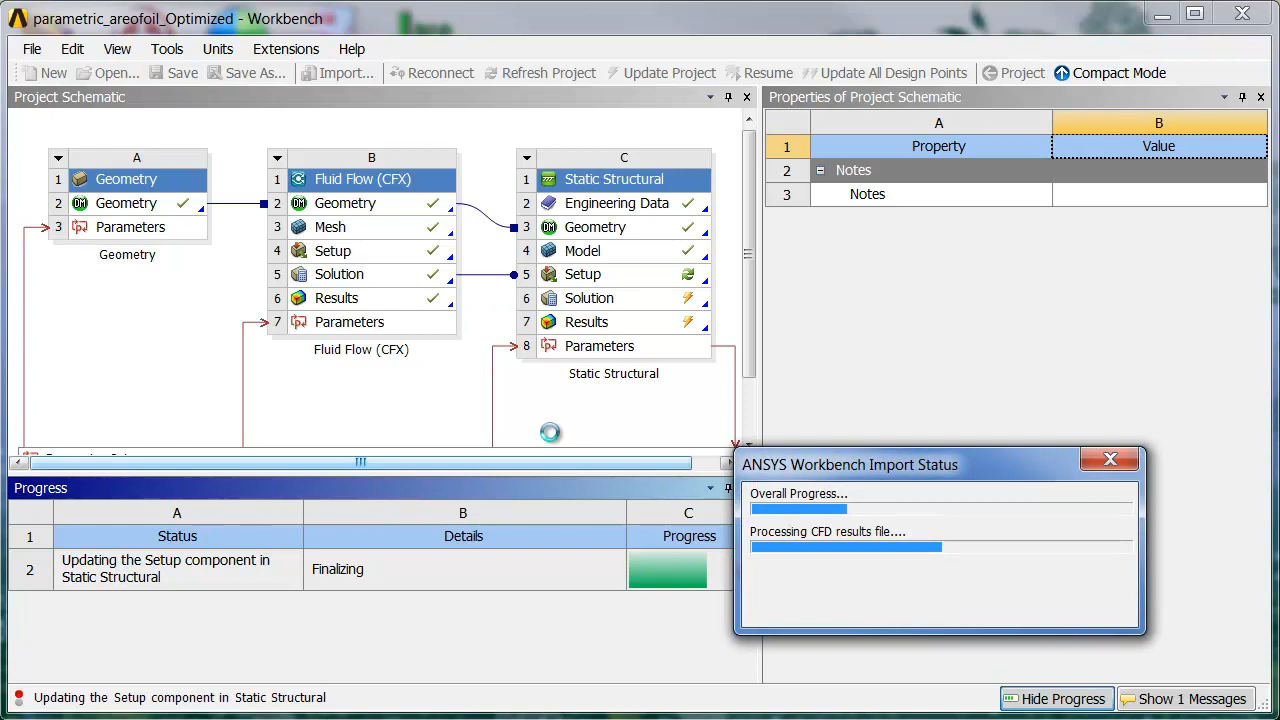 parametric_areofoil_Optimized - Workbench
File Edit View Tools Units Extensions Help
New Open... Save Save As... Import... Reconnect Refresh Project Update Project Resume Update All Design Points Project Compact Mode
Project Schematic
A
1 Geometry
2 Geometry
3 Parameters
Geometry
B
1 Fluid Flow (CFX)
2 Geometry
3 Mesh
4 Setup
5 Solution
6 Results
7 Parameters
Fluid Flow (CFX)
C
1 Static Structural
2 Engineering Data
3 Geometry
4 Model
5 Setup
6 Solution
7 Results
8 Parameters
Static Structural
Properties of Project Schematic
A B
1 Property Value
2 Notes
3 Notes
Progress
A B C
1 Status Details Progress
2 Updating the Setup component in
Static Structural
Finalizing
ANSYS Workbench Import Status
Overall Progress...
Processing CFD results file....
Updating the Setup component in Static Structural
Hide Progress Show 1 Messages